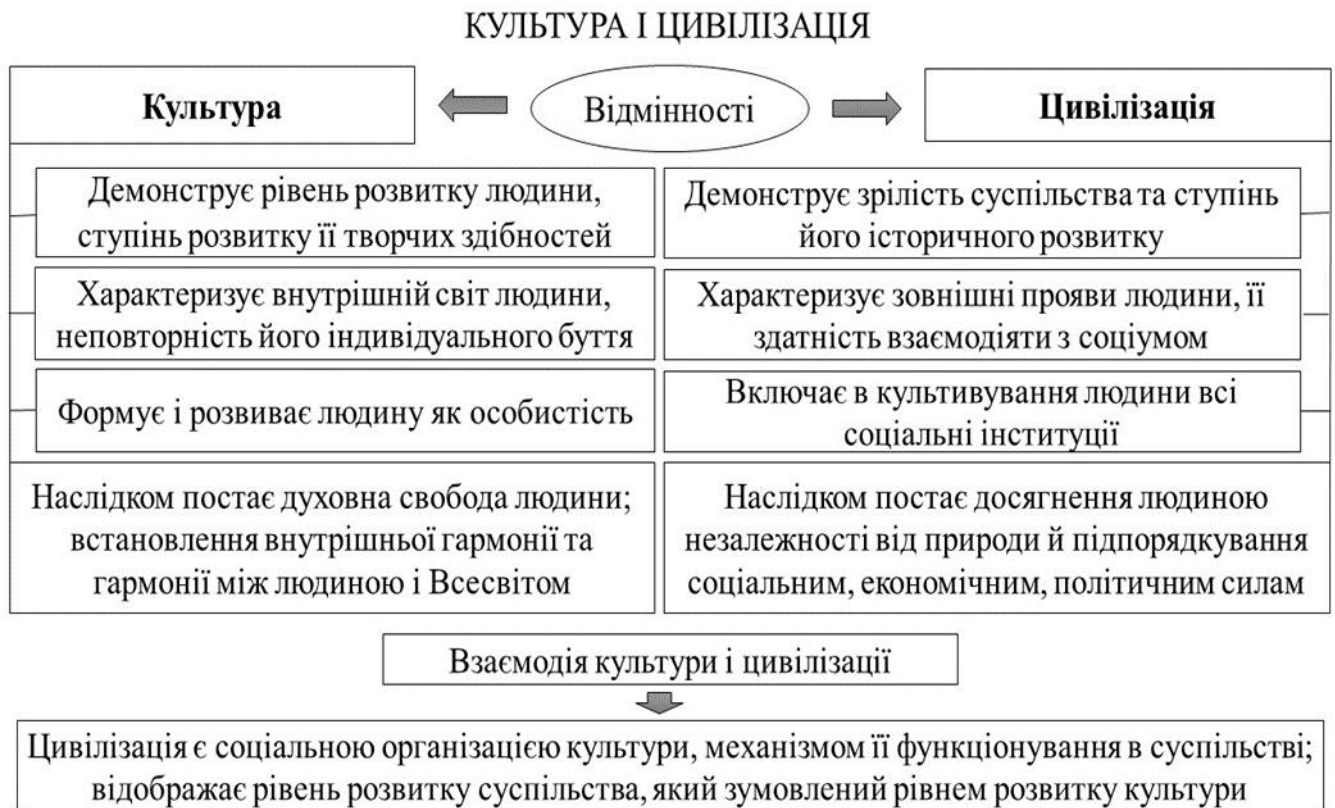 КУЛЬТУРА І ЦИВІЛІЗАЦІЯ
Культура
Відмінності
Цивілізація
Демонструє рівень розвитку людини,
ступінь розвитку її творчих здібностей
Демонструє зрілість суспільства та ступінь
його історичного розвитку
Характеризує внутрішній світ людини,
неповторність його індивідуального буття
Характеризує зовнішні прояви людини, її
здатність взаємодіяти з соціумом
Формує і розвиває людину як особистість
Включає в культивування людини всі
соціальні інституції
Наслідком постає духовна свобода людини;
встановлення внутрішньої гармонії та
гармонії між людиною і Всесвітом
Наслідком постає досягнення людиною
незалежності від природи й підпорядкування
соціальним, економічним, політичним силам
Взаємодія культури і цивілізації
Цивілізація є соціальною організацією культури, механізмом її функціонування в суспільстві;
відображає рівень розвитку суспільства, який зумовлений рівнем розвитку культури